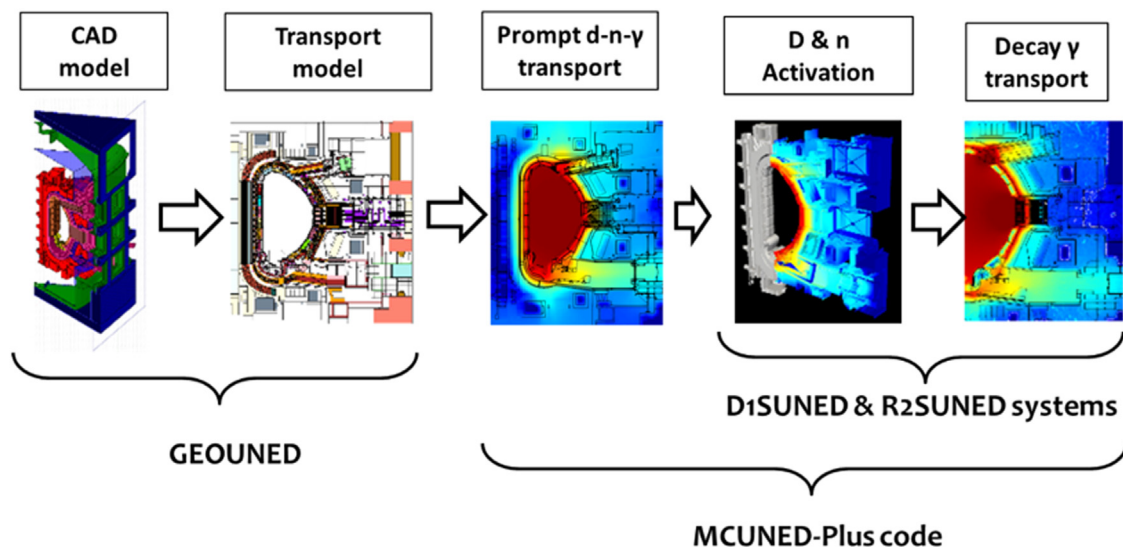 CAD
model
Transport
model
Prompt d-n-γ
transport
D & n
Activation
Decay γ
transport
D1SUNED & R2SUNED systems
GEOUNED
MCUNED-Plus code